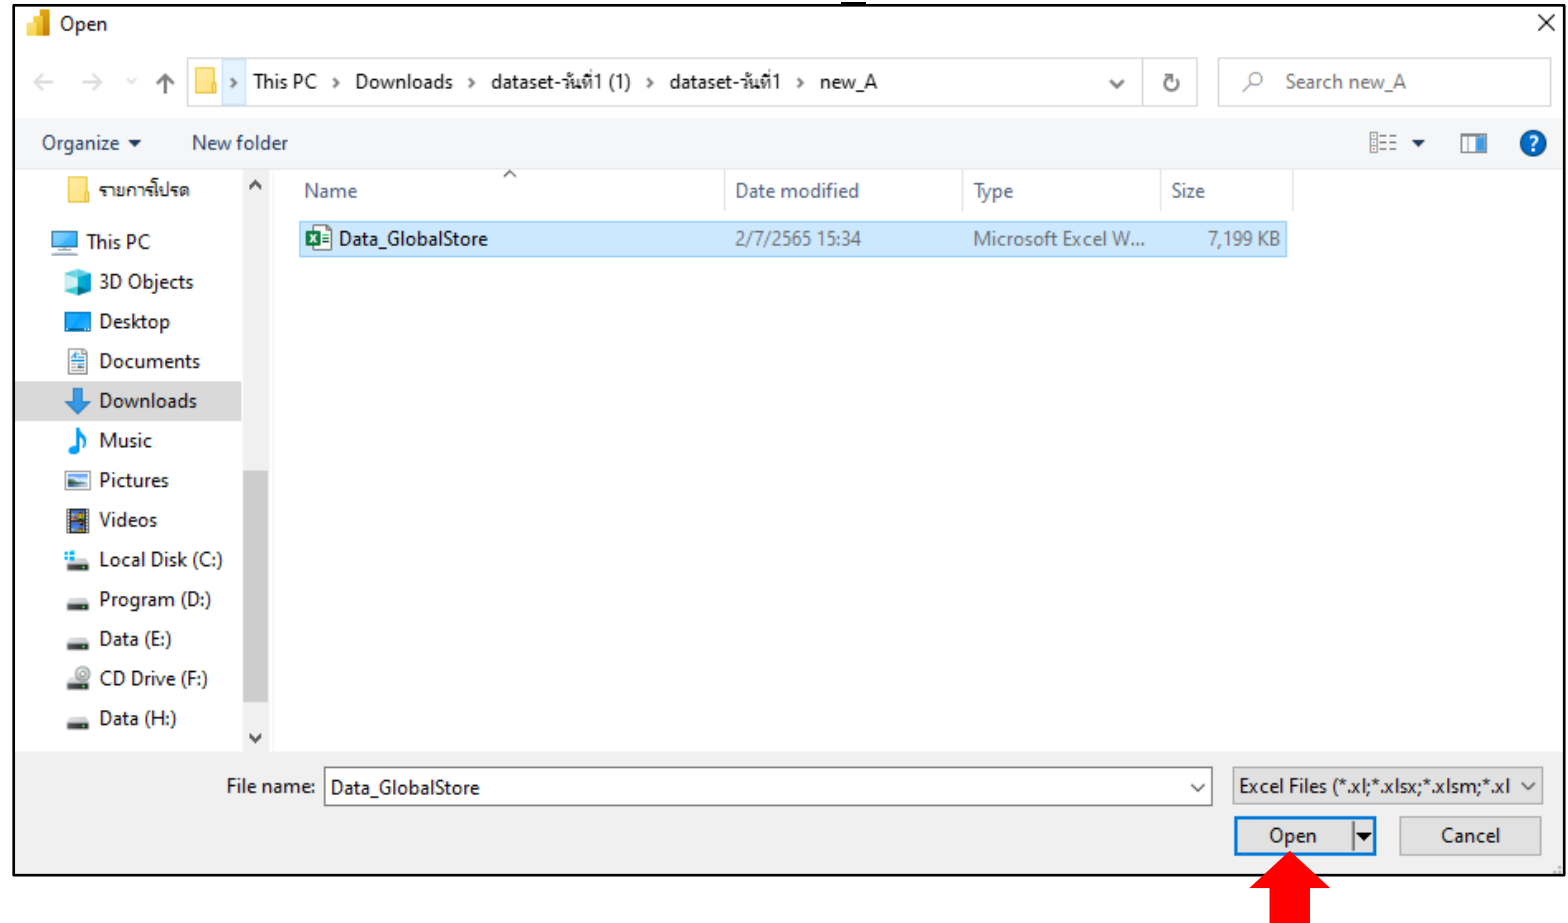 Open
This PC > Downloads > dataset-วันที่1 (1) > dataset-วันที่1 > new_A
Search new_A
Organize
New folder
รายการโปรด
This PC
3D Objects
Desktop
Documents
Downloads
Music
Pictures
Videos
Local Disk (C:)
Program (D:)
Data (E:)
CD Drive (F:)
Data (H:)
Name Date modified Type Size
Data_GlobalStore 2/7/2565 15:34 Microsoft Excel W... 7,199 KB
File name: Data_GlobalStore
Excel Files (*.xl;*.xlsx;*.xlsm;*.xl
Open Cancel